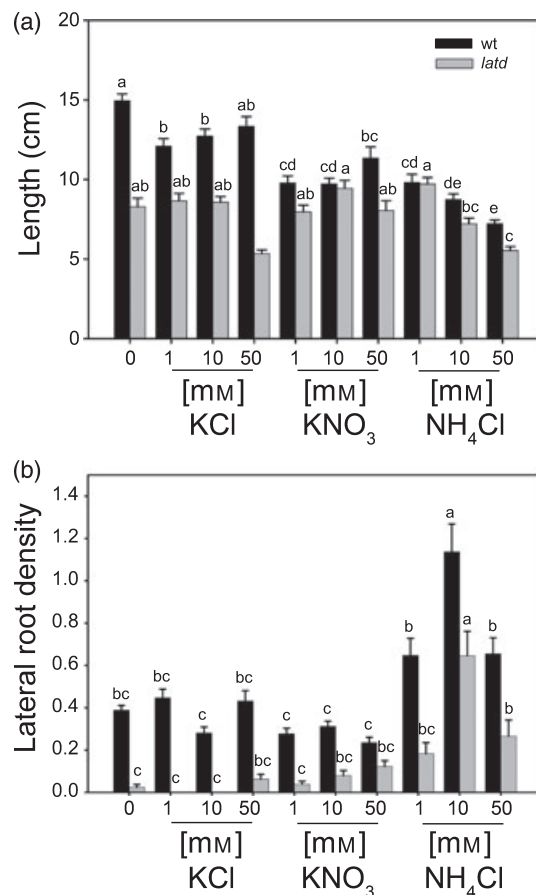 (a)
20
15
10
5
0
Length (cm)
wt
latd
a
ab
b
ab
b
ab
ab
cd
ab
cd
a
bc
ab
cd
a
de
bc
e
c
0 1 10 50 1 10 50 1 10 50
[mM] [mM] [mM]
KCl KNO₃ NH₄Cl
(b)
1.4
1.2
1.0
0.8
0.6
0.4
0.2
0.0
Lateral root density
bc
c
bc
c
c
c
bc
bc
c
c
c
bc
c
bc
b
bc
a
a
b
b
0 1 10 50 1 10 50 1 10 50
[mM] [mM] [mM]
KCl KNO₃ NH₄Cl